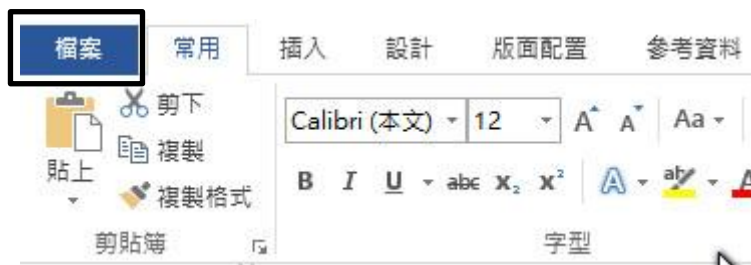 檔案 常用 插入 設計 版面配置 參考資料
剪下
複製
貼上
複製格式
剪貼簿
Calibri (本文) 12 A A Aa
B I U abc X₂ X² A ab A
字型